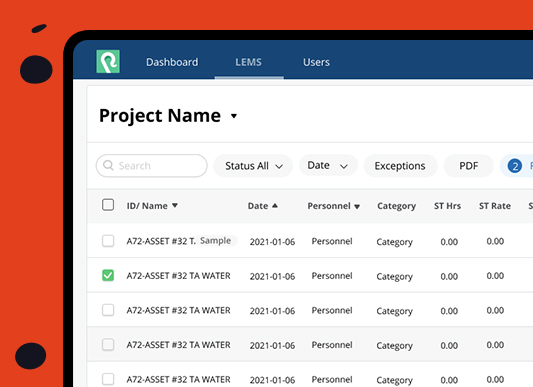 Dashboard LEMS Users
Project Name
Search Status All Date Exceptions PDF 2
ID/ Name Date Personnel Category ST Hrs ST Rate
A72-ASSET #32 T. Sample 2021-01-06 Personnel Category 0.00 0.00
A72-ASSET #32 TA WATER 2021-01-06 Personnel Category 0.00 0.00
A72-ASSET #32 TA WATER 2021-01-06 Personnel Category 0.00 0.00
A72-ASSET #32 TA WATER 2021-01-06 Personnel Category 0.00 0.00
A72-ASSET #32 TA WATER 2021-01-06 Personnel Category 0.00 0.00